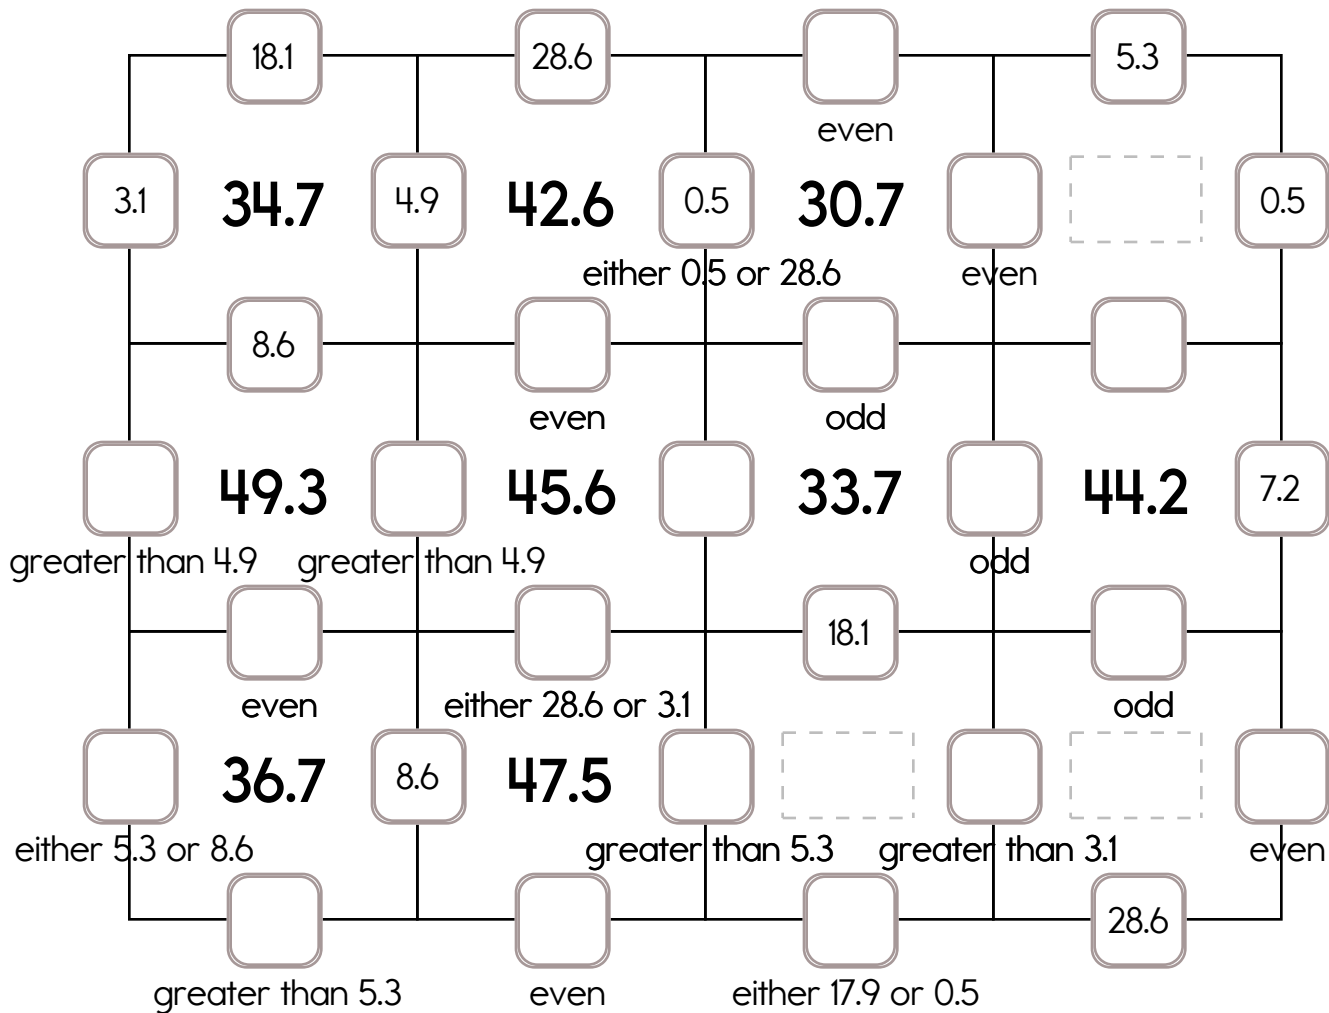 18.1 28.6 5.3
even
3.1 34.7 4.9 42.6 0.5 30.7 0.5
either 0.5 or 28.6 even
8.6
even odd
49.3 45.6 33.7 44.2 7.2
greater than 4.9 greater than 4.9 odd
18.1
even either 28.6 or 3.1 odd
36.7 8.6 47.5
either 5.3 or 8.6 greater than 5.3 greater than 3.1 even
28.6
greater than 5.3 even either 17.9 or 0.5